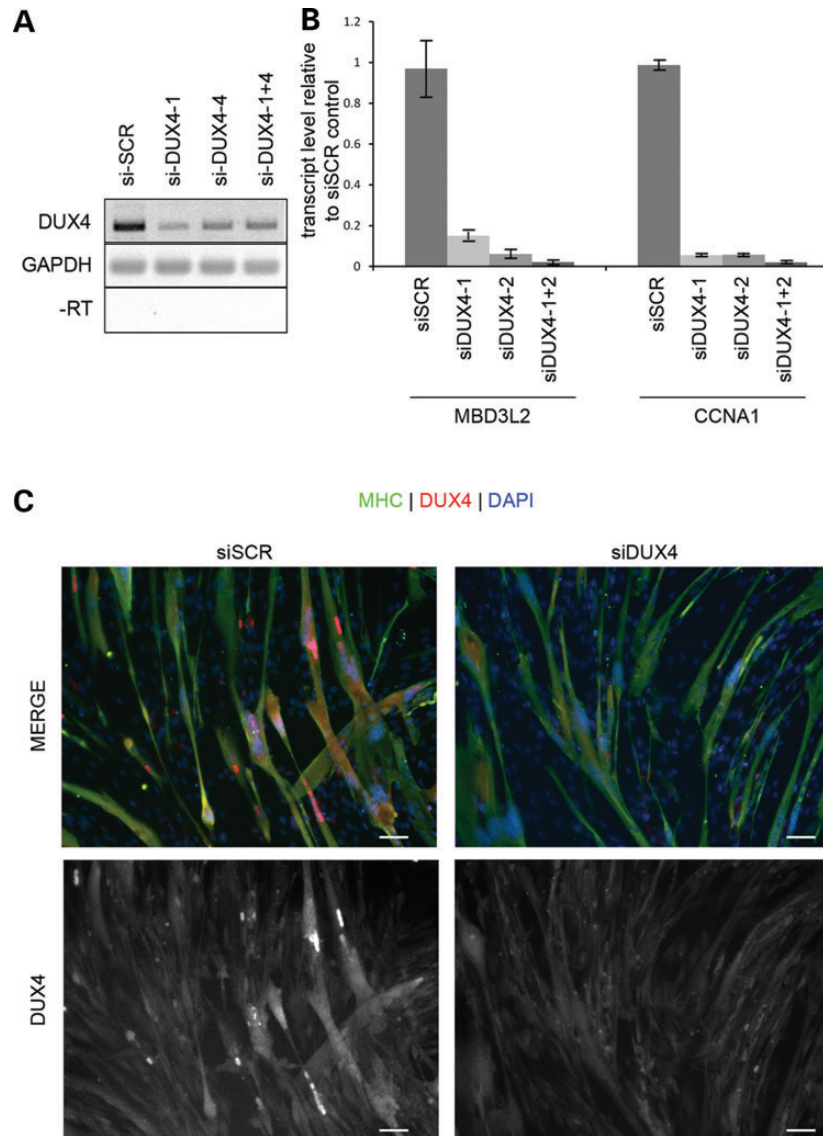 A
si-SCR
si-DUX4-1
si-DUX4-4
si-DUX4-1+4
DUX4
GAPDH
-RT
B
transcript level relative
to siSCR control
1.2
1
0.8
0.6
0.4
0.2
0
siSCR
siDUX4-1
siDUX4-2
siDUX4-1+2
siSCR
siDUX4-1
siDUX4-2
siDUX4-1+2
MBD3L2
CCNA1
C
MHC | DUX4 | DAPI
siSCR
siDUX4
MERGE
DUX4